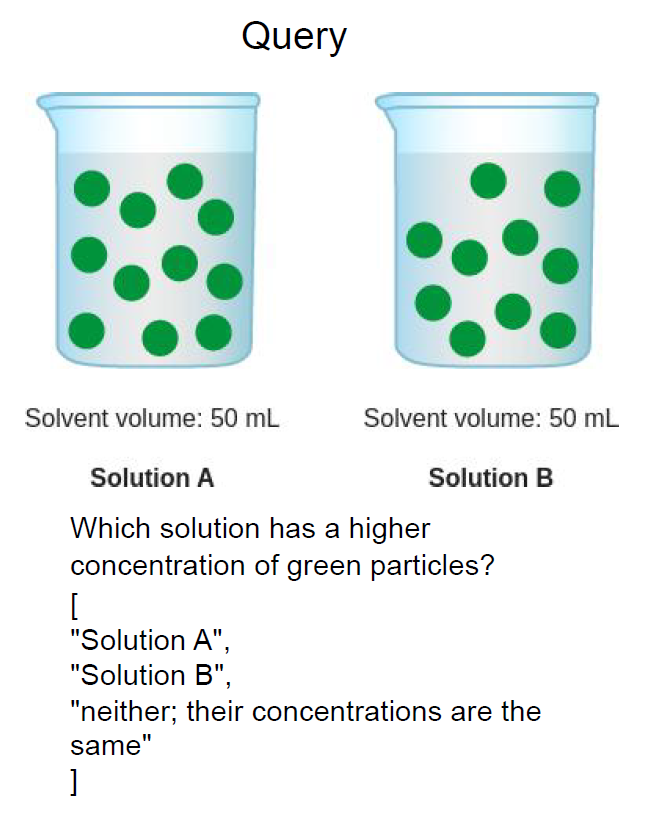 Query
Solvent volume: 50 mL
Solvent volume: 50 mL
Solution A
Solution B
Which solution has a higher
concentration of green particles?
[
"Solution A",
"Solution B",
"neither; their concentrations are the
same"
]